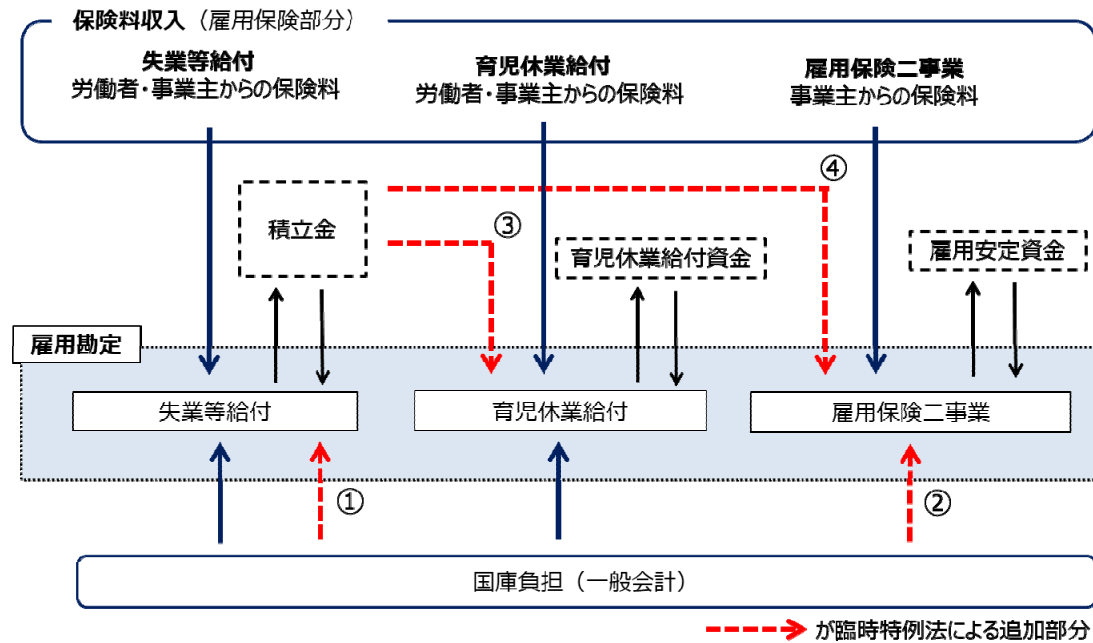 保険料収入（雇用保険部分）
失業等給付
労働者・事業主からの保険料
育児休業給付
労働者・事業主からの保険料
雇用保険二事業
事業主からの保険料
④
積立金
③
育児休業給付資金
雇用安定資金
雇用勘定
失業等給付
育児休業給付
雇用保険二事業
①
②
国庫負担（一般会計）
が臨時特例法による追加部分